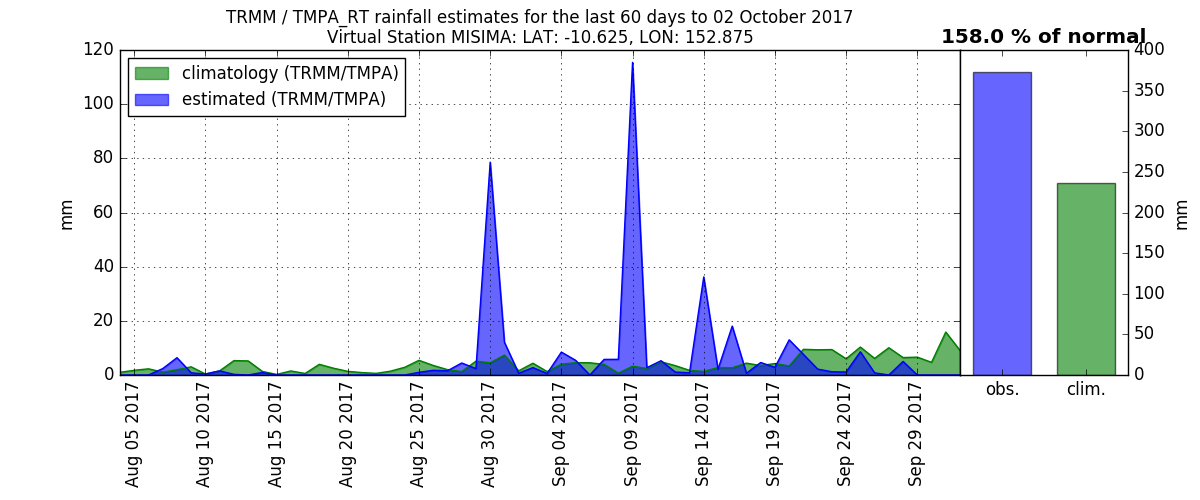 TRMM / TMPA_RT rainfall estimates for the last 60 days to 02 October 2017
Virtual Station MISIMA: LAT: -10.625, LON: 152.875
158.0 % of normal
climatology (TRMM/TMPA)
estimated (TRMM/TMPA)
mm
120
100
80
60
40
20
0
Aug 05 2017
Aug 10 2017
Aug 15 2017
Aug 20 2017
Aug 25 2017
Aug 30 2017
Sep 04 2017
Sep 09 2017
Sep 14 2017
Sep 19 2017
Sep 24 2017
Sep 29 2017
400
350
300
250
200
150
100
50
0
mm
obs.
clim.